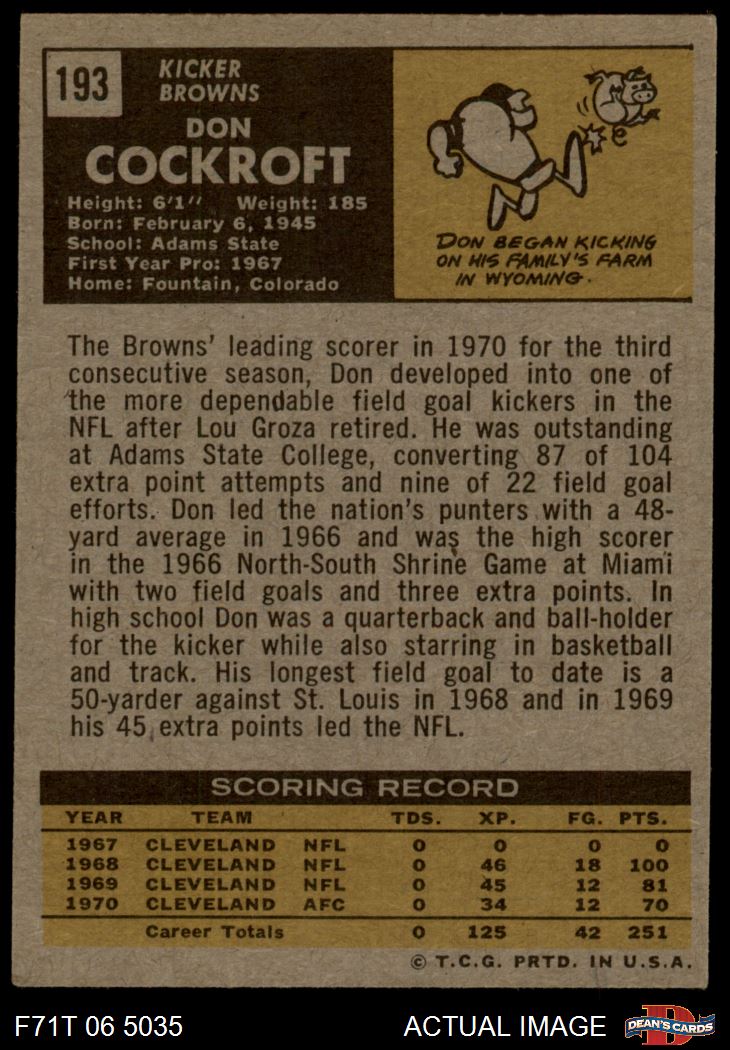 193
KICKER
BROWNS
DON
COCKROFT
Height: 6'1" Weight: 185
Born: February 6, 1945
School: Adams State
First Year Pro: 1967
Home: Fountain, Colorado
DON BEGAN KICKING
ON HIS FAMILY'S FARM
IN WYOMING.
The Browns' leading scorer in 1970 for the third
consecutive season, Don developed into one of
the more dependable field goal kickers in the
NFL after Lou Groza retired. He was outstanding
at Adams State College, converting 87 of 104
extra point attempts and nine of 22 field goal
efforts. Don led the nation's punters with a 48-
yard average in 1966 and was the high scorer
in the 1966 North-South Shrine Game at Miami
with two field goals and three extra points. In
high school Don was a quarterback and ball-holder
for the kicker while also starring in basketball
and track. His longest field goal to date is a
50-yarder against St. Louis in 1968 and in 1969
his 45 extra points led the NFL.
SCORING RECORD
YEAR TEAM TDS. XP. FG. PTS.
1967 CLEVELAND NFL 0 0 0 0
1968 CLEVELAND NFL 0 46 18 100
1969 CLEVELAND NFL 0 45 12 81
1970 CLEVELAND AFC 0 34 12 70
Career Totals 0 125 42 251
© T.C.G. PRTD. IN U.S.A.
F71T 06 5035 ACTUAL IMAGE
D
DEAN'S CARDS